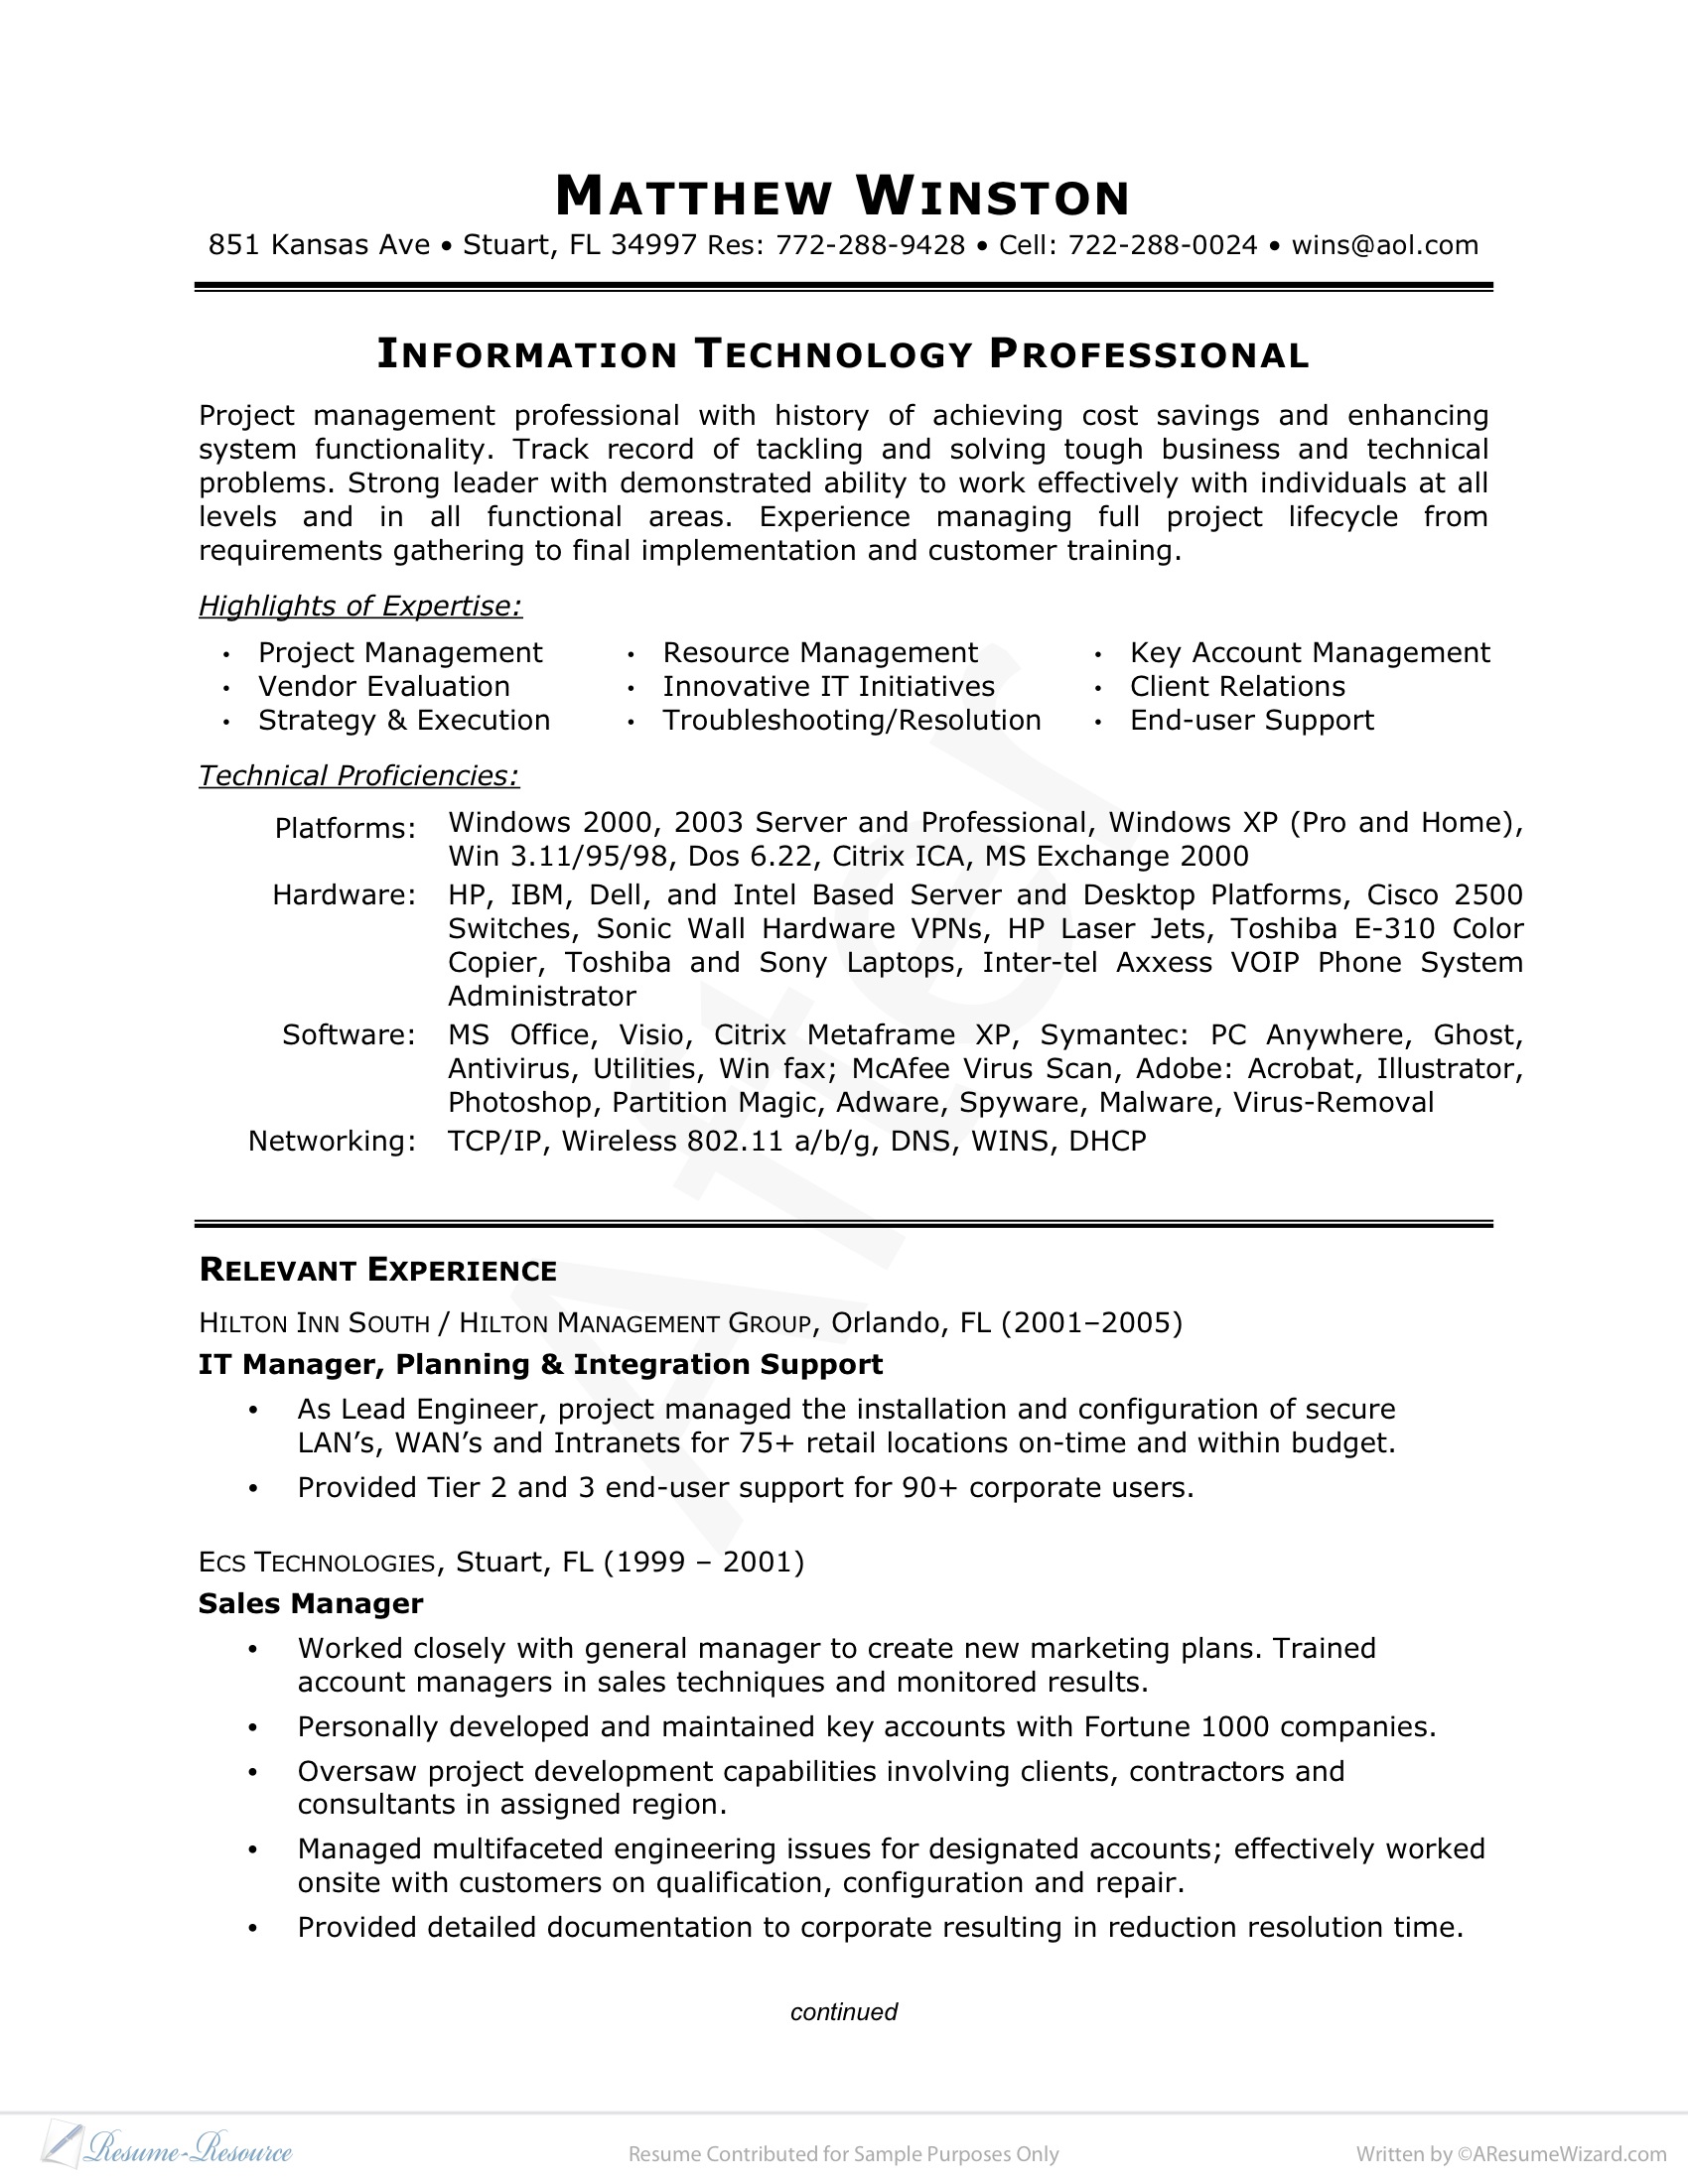 MATTHEW WINSTON
851 Kansas Ave • Stuart, FL 34997 Res: 772-288-9428 • Cell: 722-288-0024 • wins@aol.com
INFORMATION TECHNOLOGY PROFESSIONAL
Project management professional with history of achieving cost savings and enhancing
system functionality. Track record of tackling and solving tough business and technical
problems. Strong leader with demonstrated ability to work effectively with individuals at all
levels and in all functional areas. Experience managing full project lifecycle from
requirements gathering to final implementation and customer training.
Highlights of Expertise:
• Project Management • Resource Management • Key Account Management
• Vendor Evaluation • Innovative IT Initiatives • Client Relations
• Strategy & Execution • Troubleshooting/Resolution • End-user Support
Technical Proficiencies:
Platforms: Windows 2000, 2003 Server and Professional, Windows XP (Pro and Home),
Win 3.11/95/98, Dos 6.22, Citrix ICA, MS Exchange 2000
Hardware: HP, IBM, Dell, and Intel Based Server and Desktop Platforms, Cisco 2500
Switches, Sonic Wall Hardware VPNs, HP Laser Jets, Toshiba E-310 Color
Copier, Toshiba and Sony Laptops, Inter-tel Axxess VOIP Phone System
Administrator
Software: MS Office, Visio, Citrix Metaframe XP, Symantec: PC Anywhere, Ghost,
Antivirus, Utilities, Win fax; McAfee Virus Scan, Adobe: Acrobat, Illustrator,
Photoshop, Partition Magic, Adware, Spyware, Malware, Virus-Removal
Networking: TCP/IP, Wireless 802.11 a/b/g, DNS, WINS, DHCP
After
RELEVANT EXPERIENCE
HILTON INN SOUTH / HILTON MANAGEMENT GROUP, Orlando, FL (2001–2005)
IT Manager, Planning & Integration Support
• As Lead Engineer, project managed the installation and configuration of secure
LAN’s, WAN’s and Intranets for 75+ retail locations on-time and within budget.
• Provided Tier 2 and 3 end-user support for 90+ corporate users.
ECS TECHNOLOGIES, Stuart, FL (1999 – 2001)
Sales Manager
• Worked closely with general manager to create new marketing plans. Trained
account managers in sales techniques and monitored results.
• Personally developed and maintained key accounts with Fortune 1000 companies.
• Oversaw project development capabilities involving clients, contractors and
consultants in assigned region.
• Managed multifaceted engineering issues for designated accounts; effectively worked
onsite with customers on qualification, configuration and repair.
• Provided detailed documentation to corporate resulting in reduction resolution time.
continued
Resume-Resource Resume Contributed for Sample Purposes Only Written by ©AResumeWizard.com